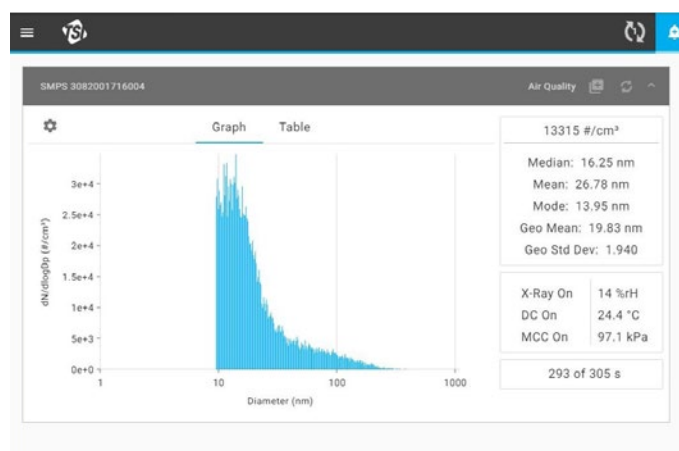 TSI
SMPS 3082001716004
Air Quality
Graph Table
13315 #/cm³
Median: 16.25 nm
Mean: 26.78 nm
Mode: 13.95 nm
Geo Mean: 19.83 nm
Geo Std Dev: 1.940
X-Ray On 14 %rH
DC On 24.4 °C
MCC On 97.1 kPa
293 of 305 s
dN/dlogDp (#/cm³)
3e+4
2.5e+4
2e+4
1.5e+4
1e+4
5e+3
0e+0
1 10 100 1000
Diameter (nm)